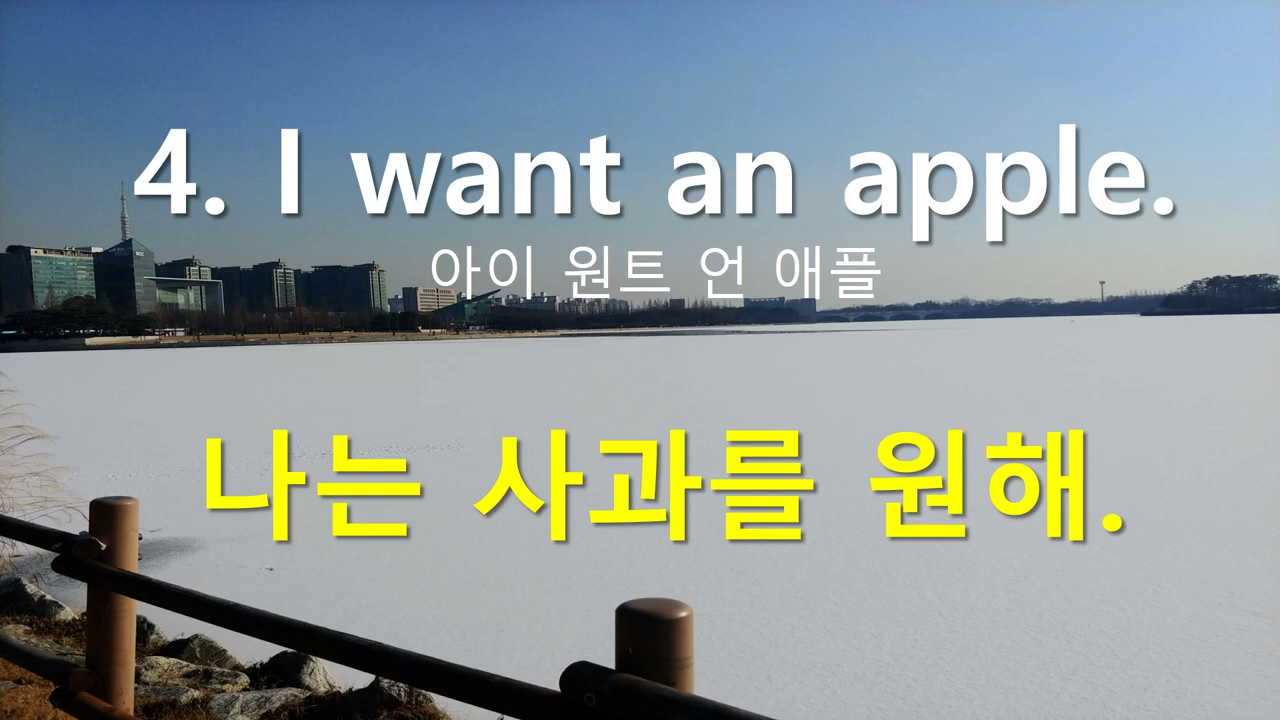 4. I want an apple.
아이 원트 언 애플
나는 사과를 원해.